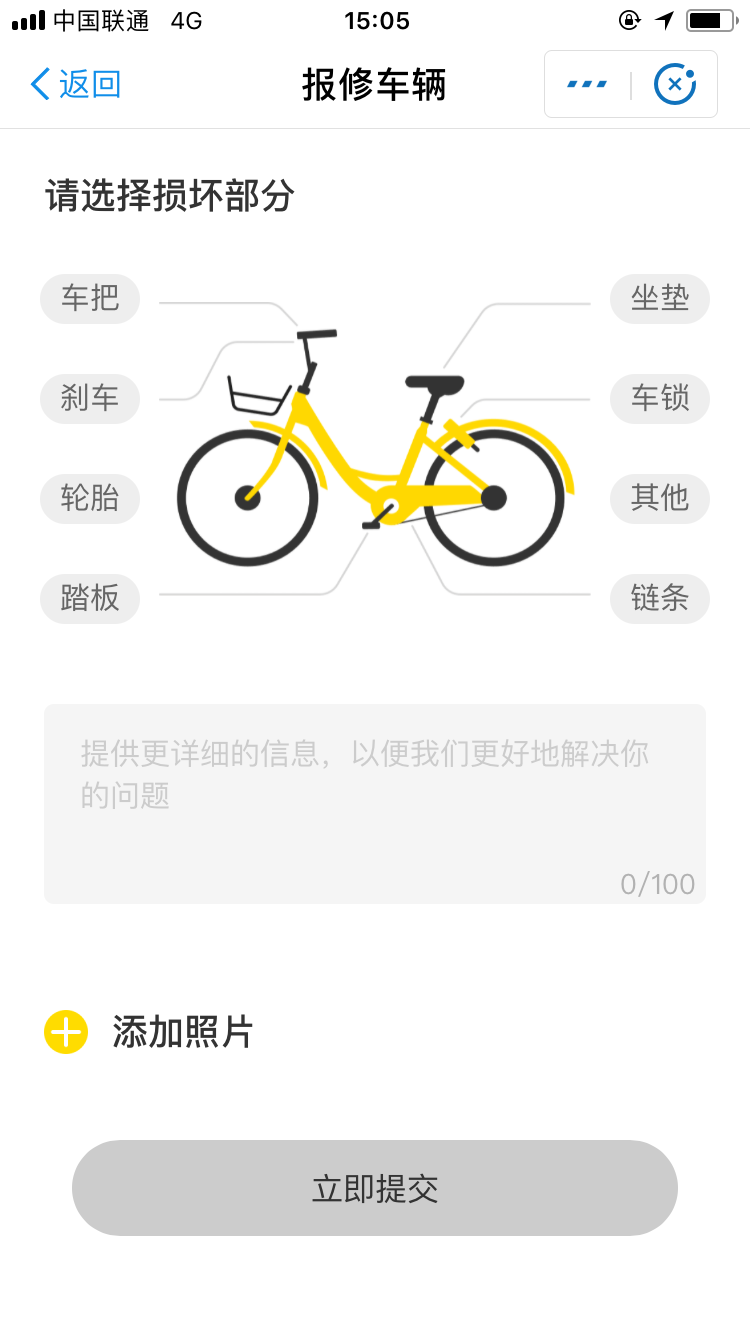 中国联通 4G 15:05
返回 报修车辆
请选择损坏部分
车把 坐垫
刹车 车锁
轮胎 其他
踏板 链条
提供更详细的信息，以便我们更好地解决你
的问题
0/100
添加照片
立即提交